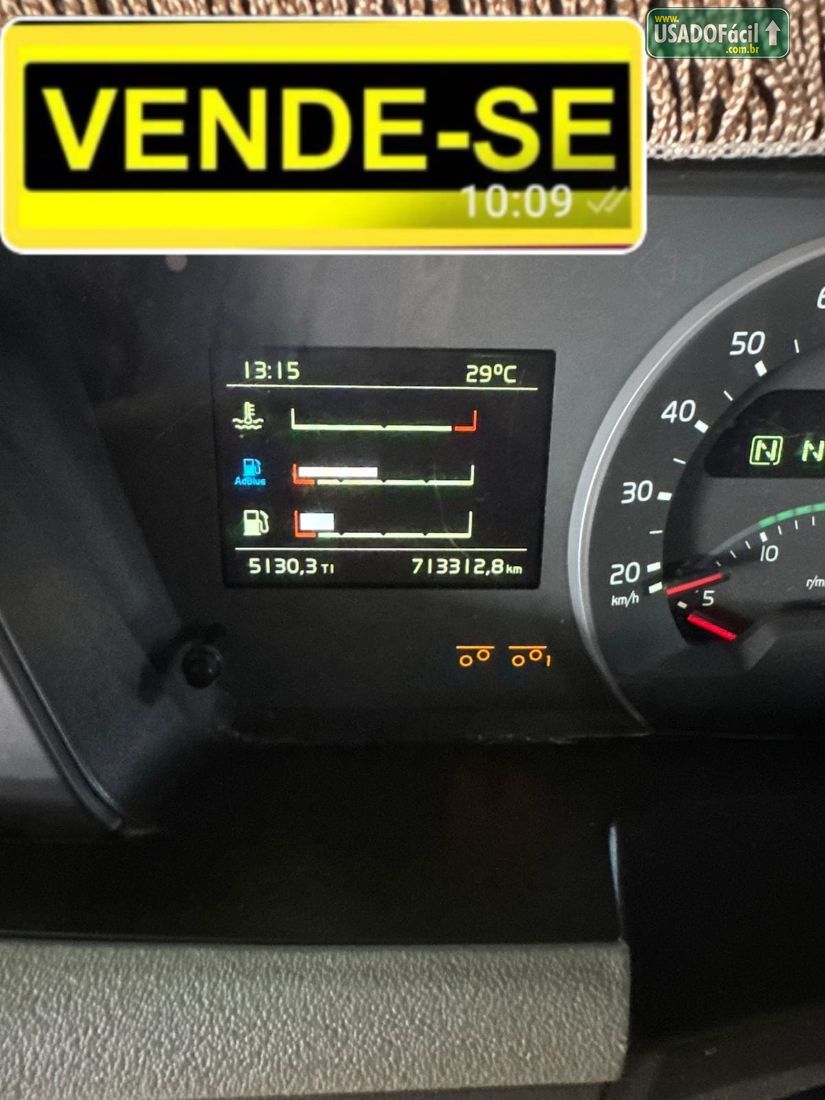 www.
USADOFácil
.com.br
VENDE-SE
10:09
13:15 29°C
AdBlue
5130,3 T1 713312,8 km
50
40
30
20
km/h
N N
10
5